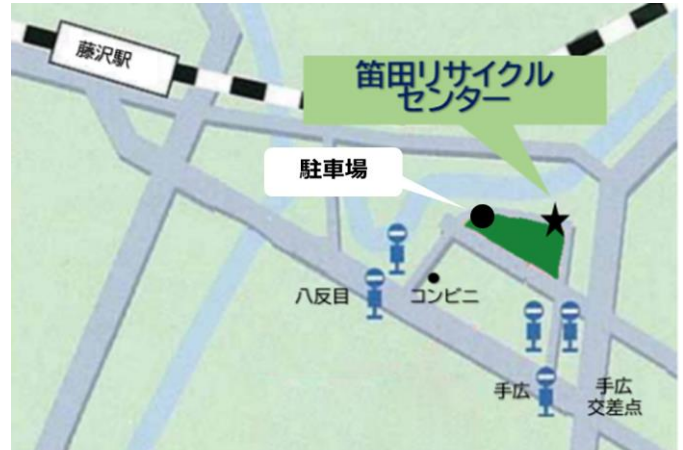 藤沢駅
笛田リサイクル
センター
駐車場
八反目
コンビニ
手広
手広
交差点